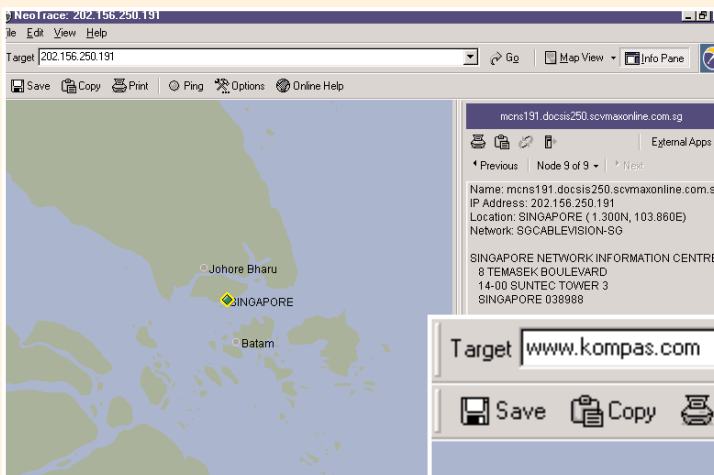 NeoTrace: 202.156.250.191
Edit View Help
Target 202.156.250.191 Go Map View Info Pane
Save Copy Print Ping Options Online Help
mcns191.docsis250.scvmaxonline.com.sg
External Apps
Previous Node 9 of 9 Next
Name: mcns191.docsis250.scvmaxonline.com.s
IP Address: 202.156.250.191
Location: SINGAPORE ( 1.300N, 103.860E)
Network: SGCABLEVISION-SG
SINGAPORE NETWORK INFORMATION CENTRE
8 TEMASEK BOULEVARD
14-00 SUNTEC TOWER 3
SINGAPORE 038988
Johore Bharu
SINGAPORE
Batam
Target www.kompas.com
Save Copy